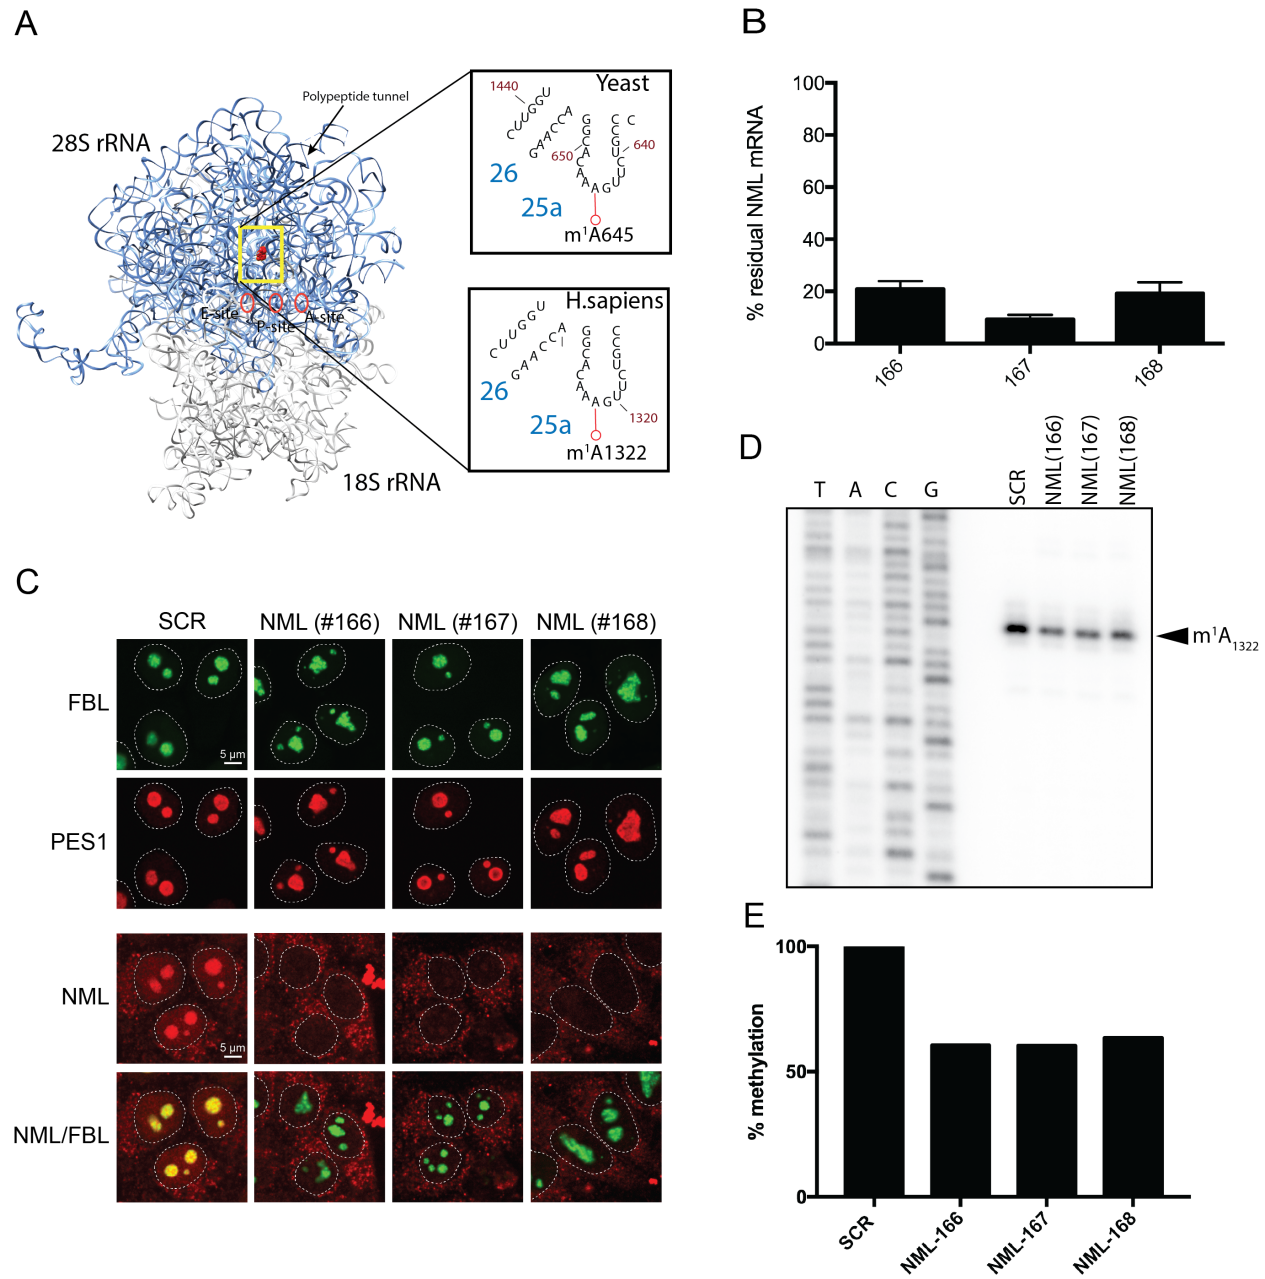 A
Polypeptide tunnel
28S rRNA
E-site
P-site
A-site
18S rRNA
Yeast
1440
C U U U G G U
G A A C C A
G G C A C A A A G U U C U G C C C
650
640
26
25a
m¹A645
H.sapiens
C U U U G G U
G A A C C A
G G C A C A A A G U U C U G C C
1320
26
25a
m¹A1322
B
% residual NML mRNA
100
80
60
40
20
0
166
167
168
C
SCR
NML (#166)
NML (#167)
NML (#168)
FBL
5 µm
PES1
NML
5 µm
NML/FBL
D
T A C G
SCR
NML(166)
NML(167)
NML(168)
m¹A₁₃₂₂
E
% methylation
100
50
0
SCR
NML-166
NML-167
NML-168